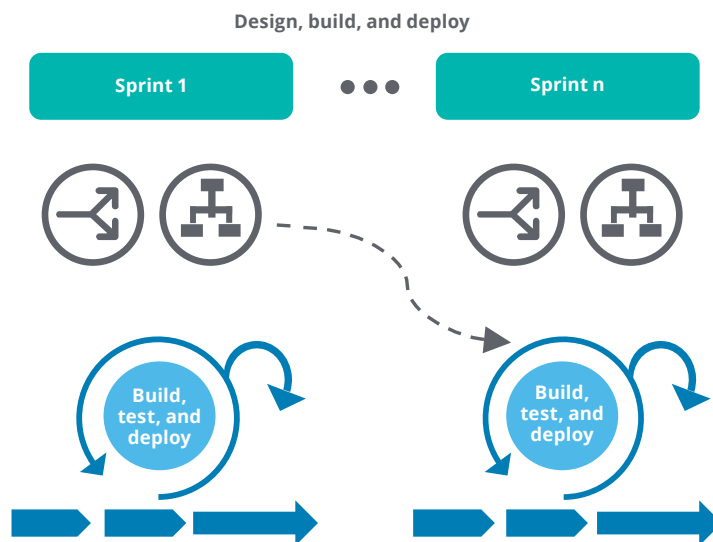 Design, build, and deploy
Sprint 1
Sprint n
Build,
test, and
deploy
Build,
test, and
deploy